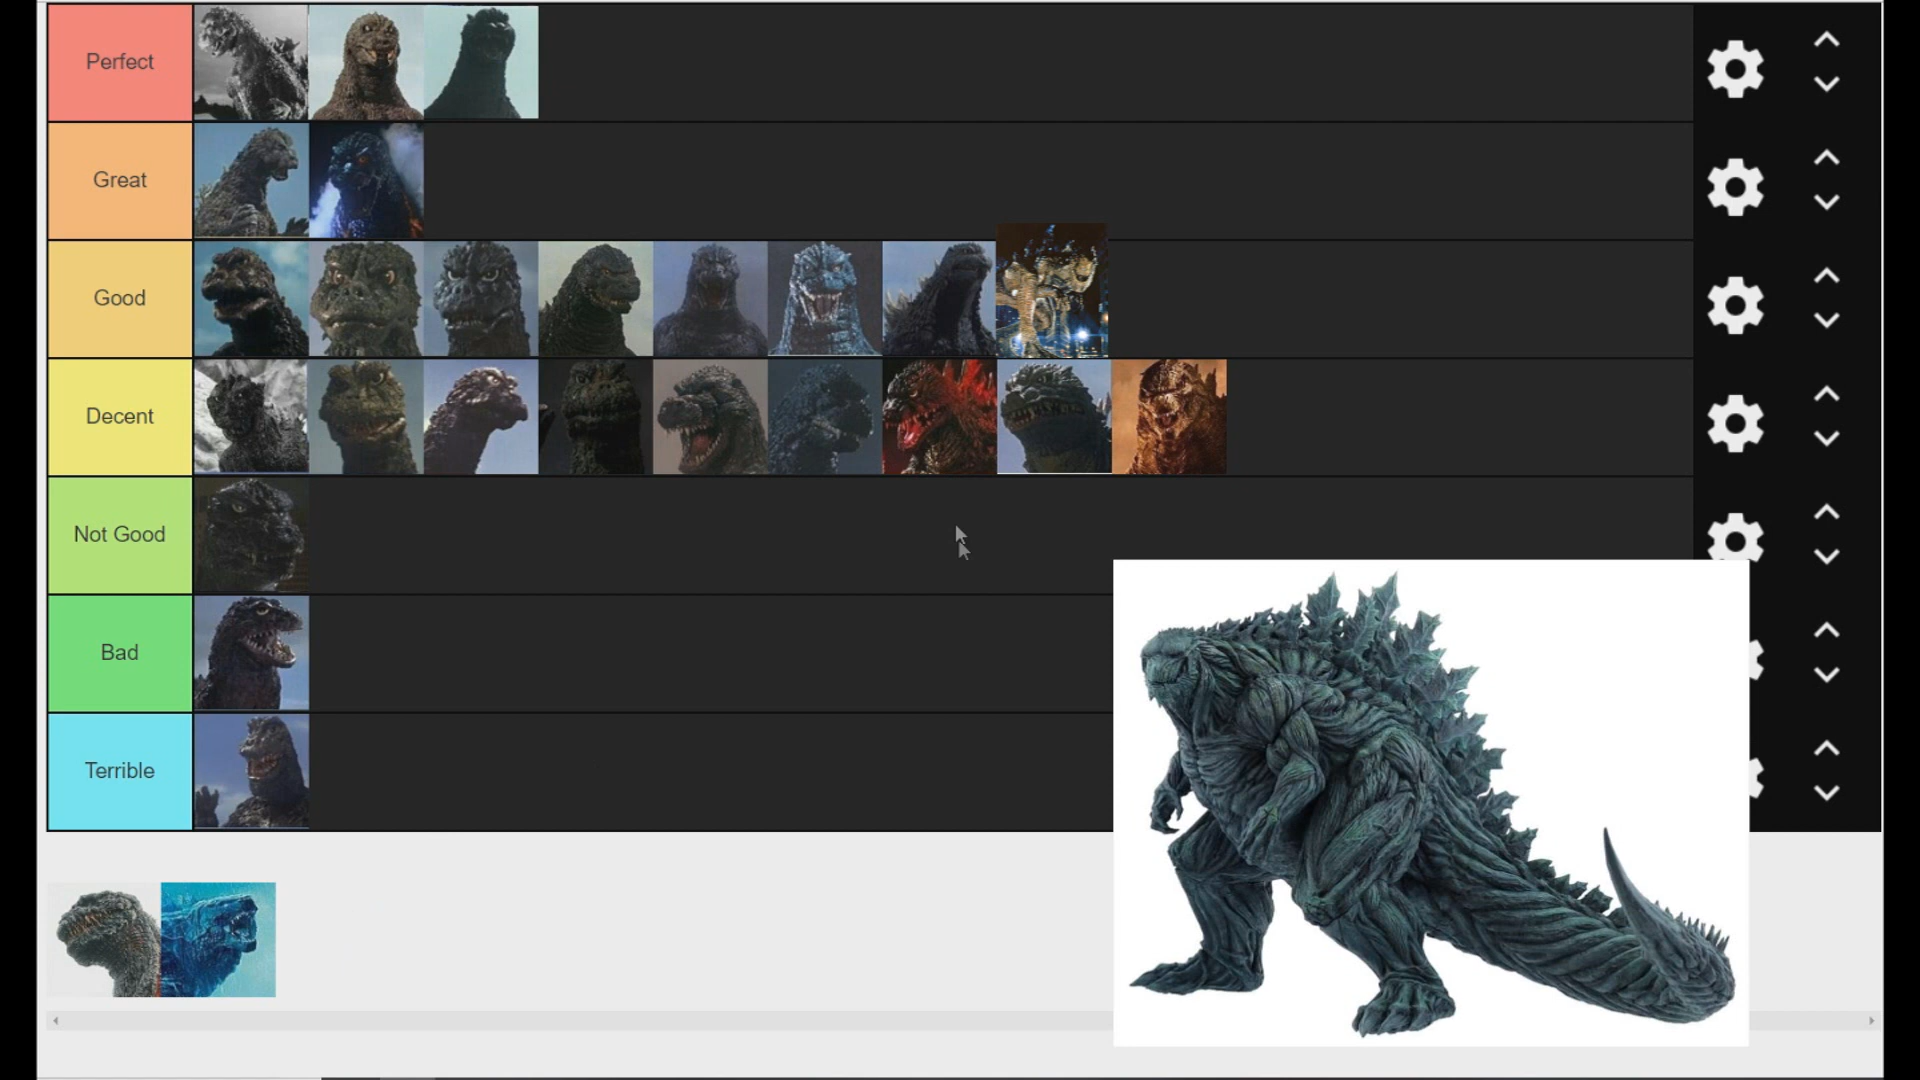 Perfect
Great
Good
Decent
Not Good
Bad
Terrible